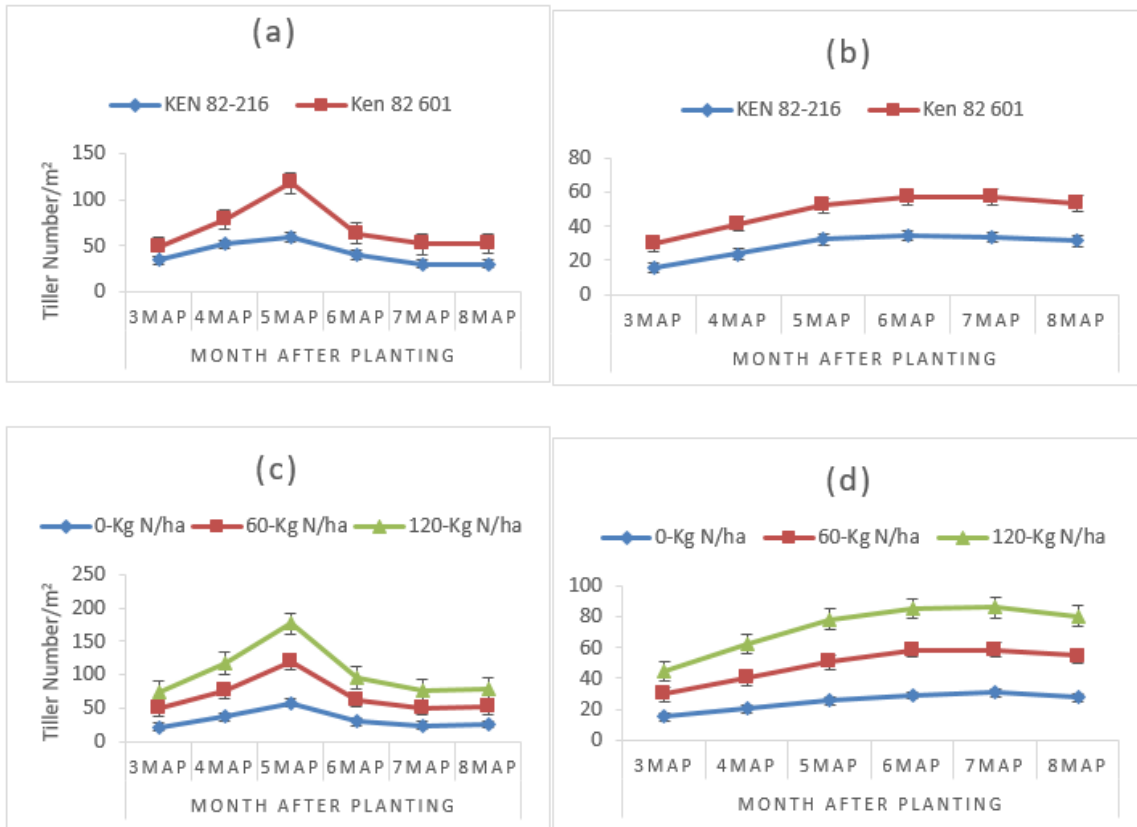 (a)
KEN 82-216 Ken 82 601
Tiller Number/m²
150
100
50
0
3MAP 4MAP 5MAP 6MAP 7MAP 8MAP
MONTH AFTER PLANTING
(b)
KEN 82-216 Ken 82 601
80
60
40
20
0
3MAP 4MAP 5MAP 6MAP 7MAP 8MAP
MONTH AFTER PLANTING
(c)
0-Kg N/ha 60-Kg N/ha 120-Kg N/ha
Tiller Number/m²
250
200
150
100
50
0
3MAP 4MAP 5MAP 6MAP 7MAP 8MAP
MONTH AFTER PLANTING
(d)
0-Kg N/ha 60-Kg N/ha 120-Kg N/ha
100
80
60
40
20
0
3MAP 4MAP 5MAP 6MAP 7MAP 8MAP
MONTH AFTER PLANTING